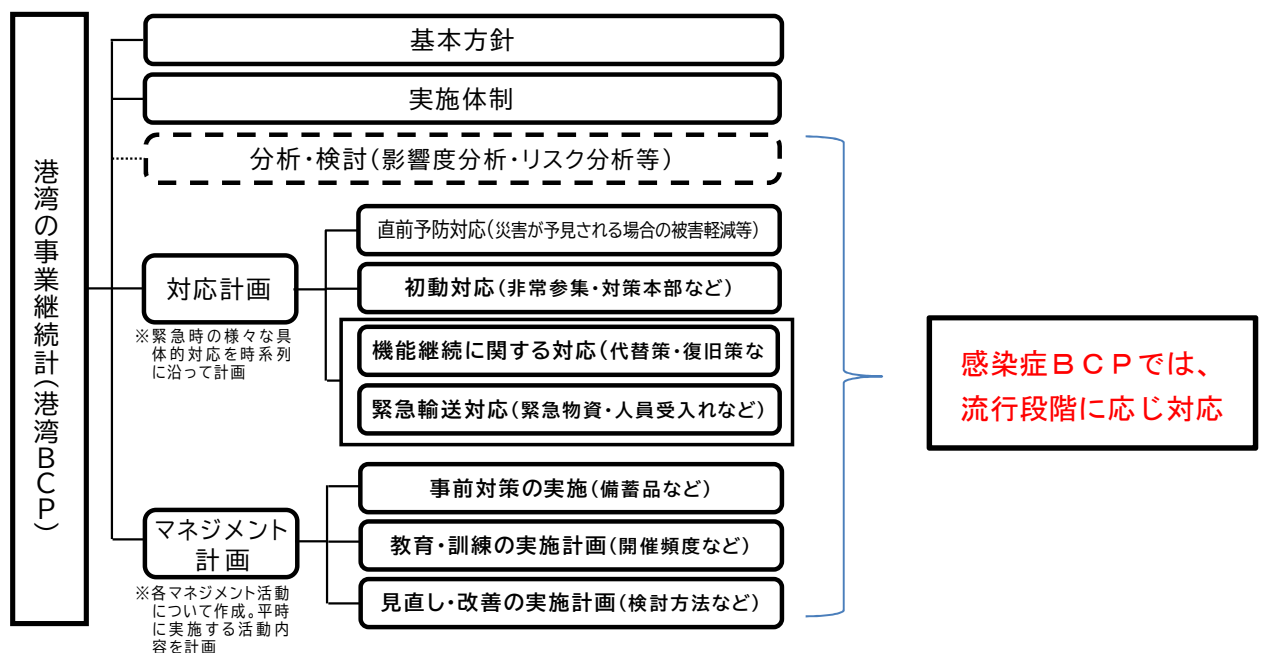 港湾の事業継続計(港湾BCP)
基本方針
実施体制
分析・検討(影響度分析・リスク分析等)
対応計画
※緊急時の様々な具
体的対応を時系列
に沿って計画
直前予防対応(災害が予見される場合の被害軽減等)
初動対応(非常参集・対策本部など)
機能継続に関する対応(代替策・復旧策な
緊急輸送対応(緊急物資・人員受入れなど)
マネジメント
計画
※各マネジメント活動
について作成。平時
に実施する活動内
容を計画
事前対策の実施(備蓄品など)
教育・訓練の実施計画(開催頻度など)
見直し・改善の実施計画(検討方法など)
感染症BCPでは、
流行段階に応じ対応